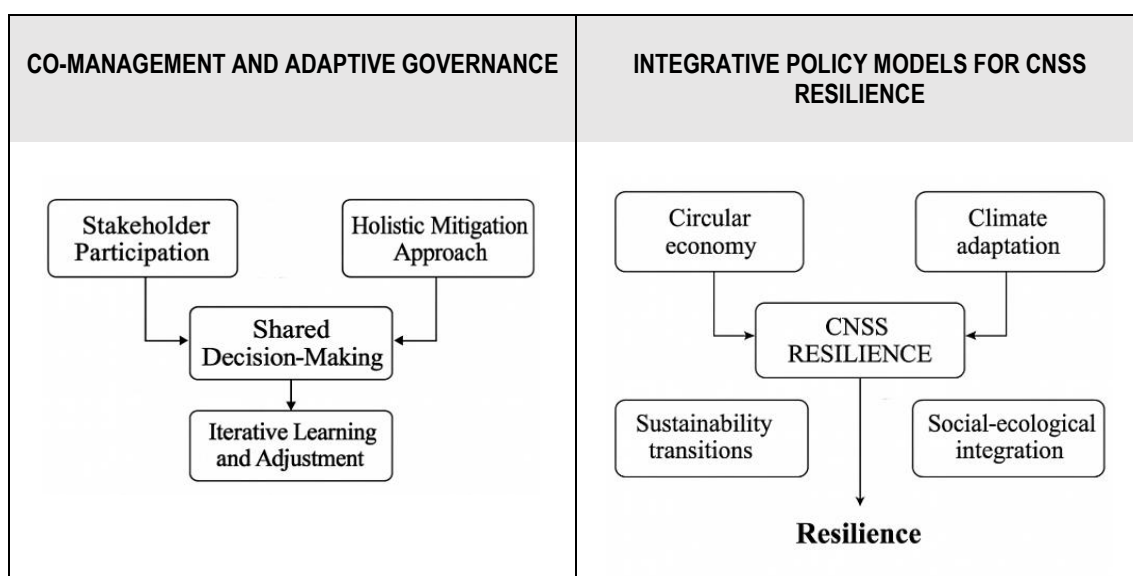 CO-MANAGEMENT AND ADAPTIVE GOVERNANCE
INTEGRATIVE POLICY MODELS FOR CNSS
RESILIENCE
Stakeholder
Participation
Holistic Mitigation
Approach
Shared
Decision-Making
Iterative Learning
and Adjustment
Circular
economy
Climate
adaptation
CNSS
RESILIENCE
Sustainability
transitions
Social-ecological
integration
Resilience